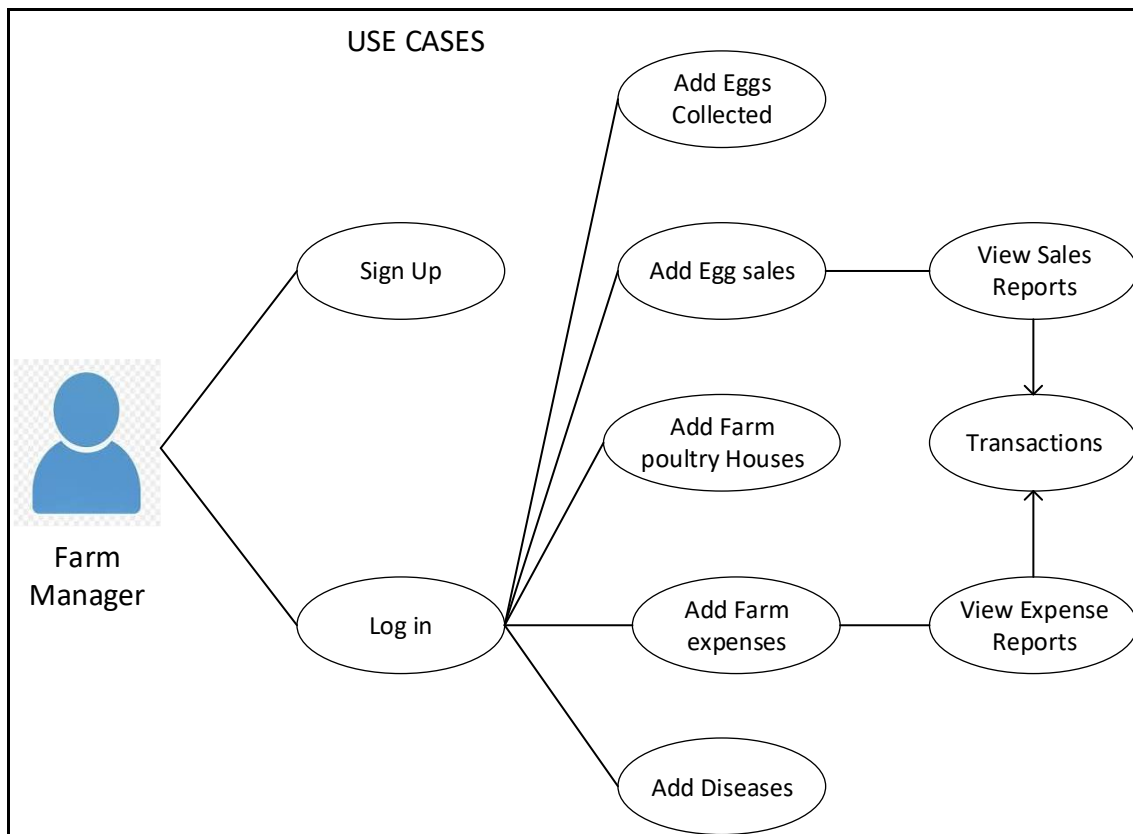 USE CASES
Add Eggs
Collected
Sign Up
Add Egg sales
View Sales
Reports
Farm
Manager
Add Farm
poultry Houses
Transactions
Log in
Add Farm
expenses
View Expense
Reports
Add Diseases